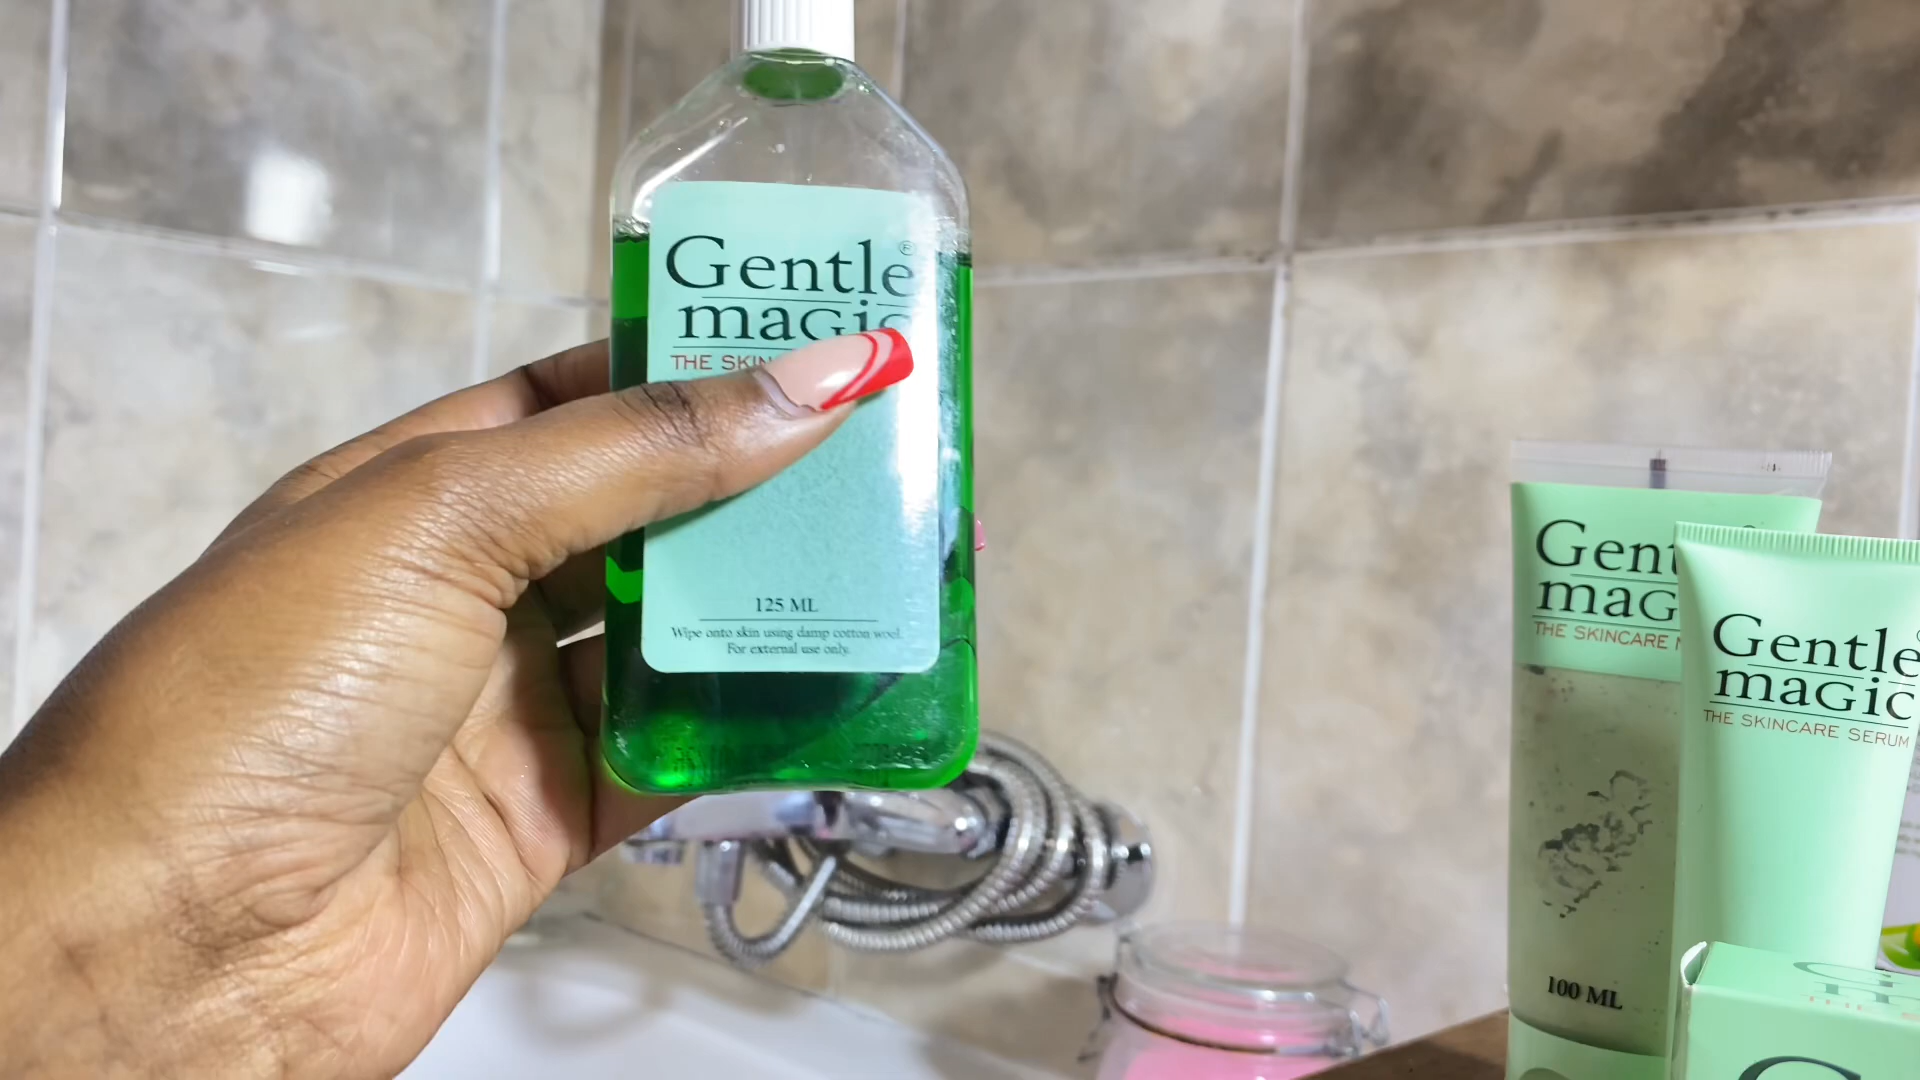 Gentle®
magic
THE SKIN
125 ML
Wipe onto skin using damp cotton wool.
For external use only.
Gent
mag
THE SKINCARE
100 ML
Gentle
magic
THE SKINCARE SERUM